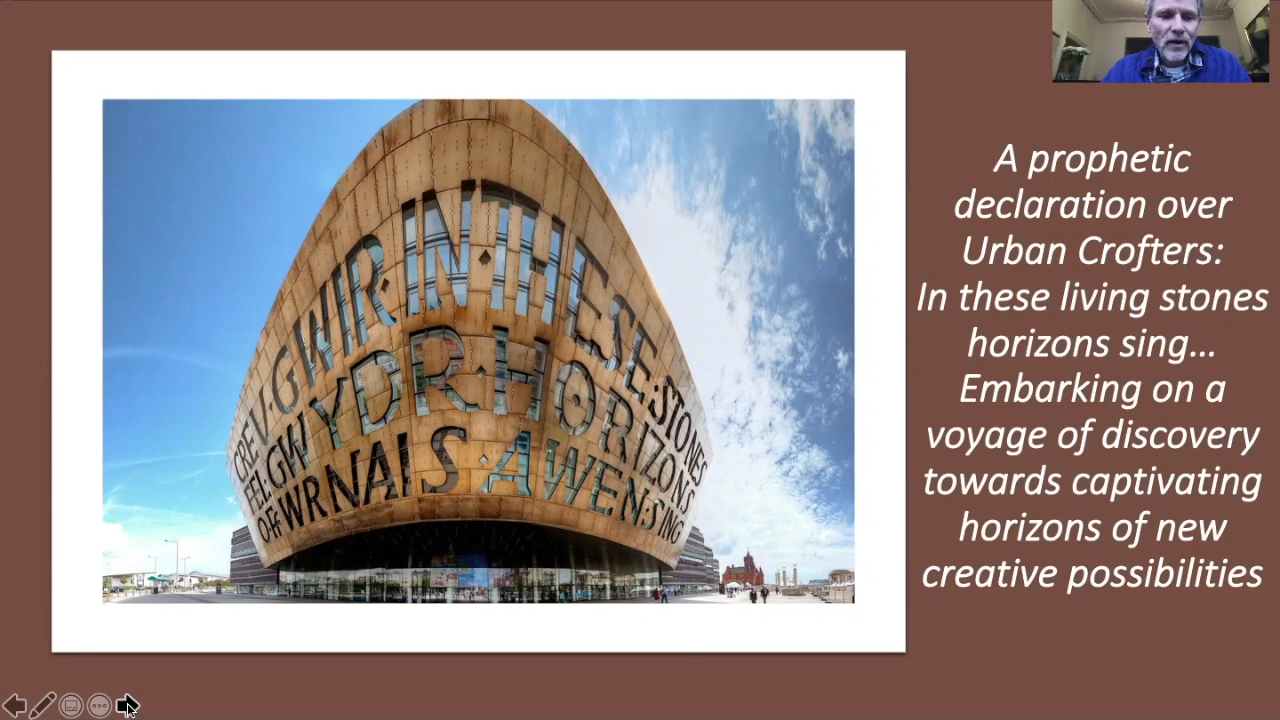 CREV·GWIR·IN·THESE·STONES
FEL·GWYDR·HORIZONS
O·FFWRNAIS·AWEN·SING
A prophetic
declaration over
Urban Crofters:
In these living stones
horizons sing...
Embarking on a
voyage of discovery
towards captivating
horizons of new
creative possibilities